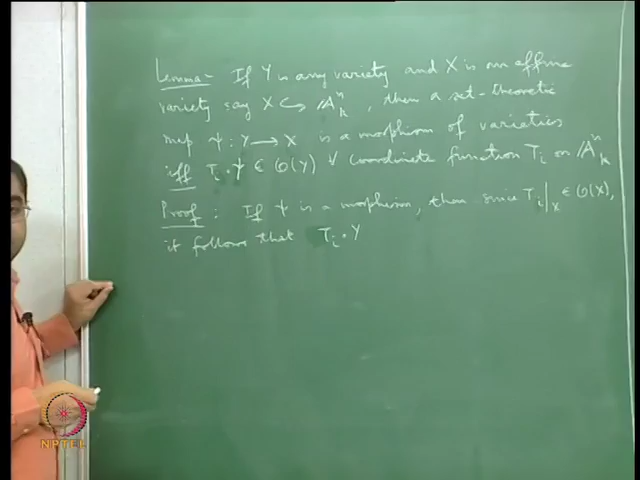 Lemma:- If Y is any variety and X is an affine
variety say X ↪ 𝔸ⁿₖ, then a set-theoretic
map ψ: Y → X is a morphism of varieties
iff Tᵢ∘ψ ∈ O(Y) ∀ coordinate function Tᵢ on 𝔸ⁿₖ
Proof: If ψ is a morphism, then since Tᵢ|ₓ ∈ O(X),
it follows that Tᵢ∘ψ
NPTEL